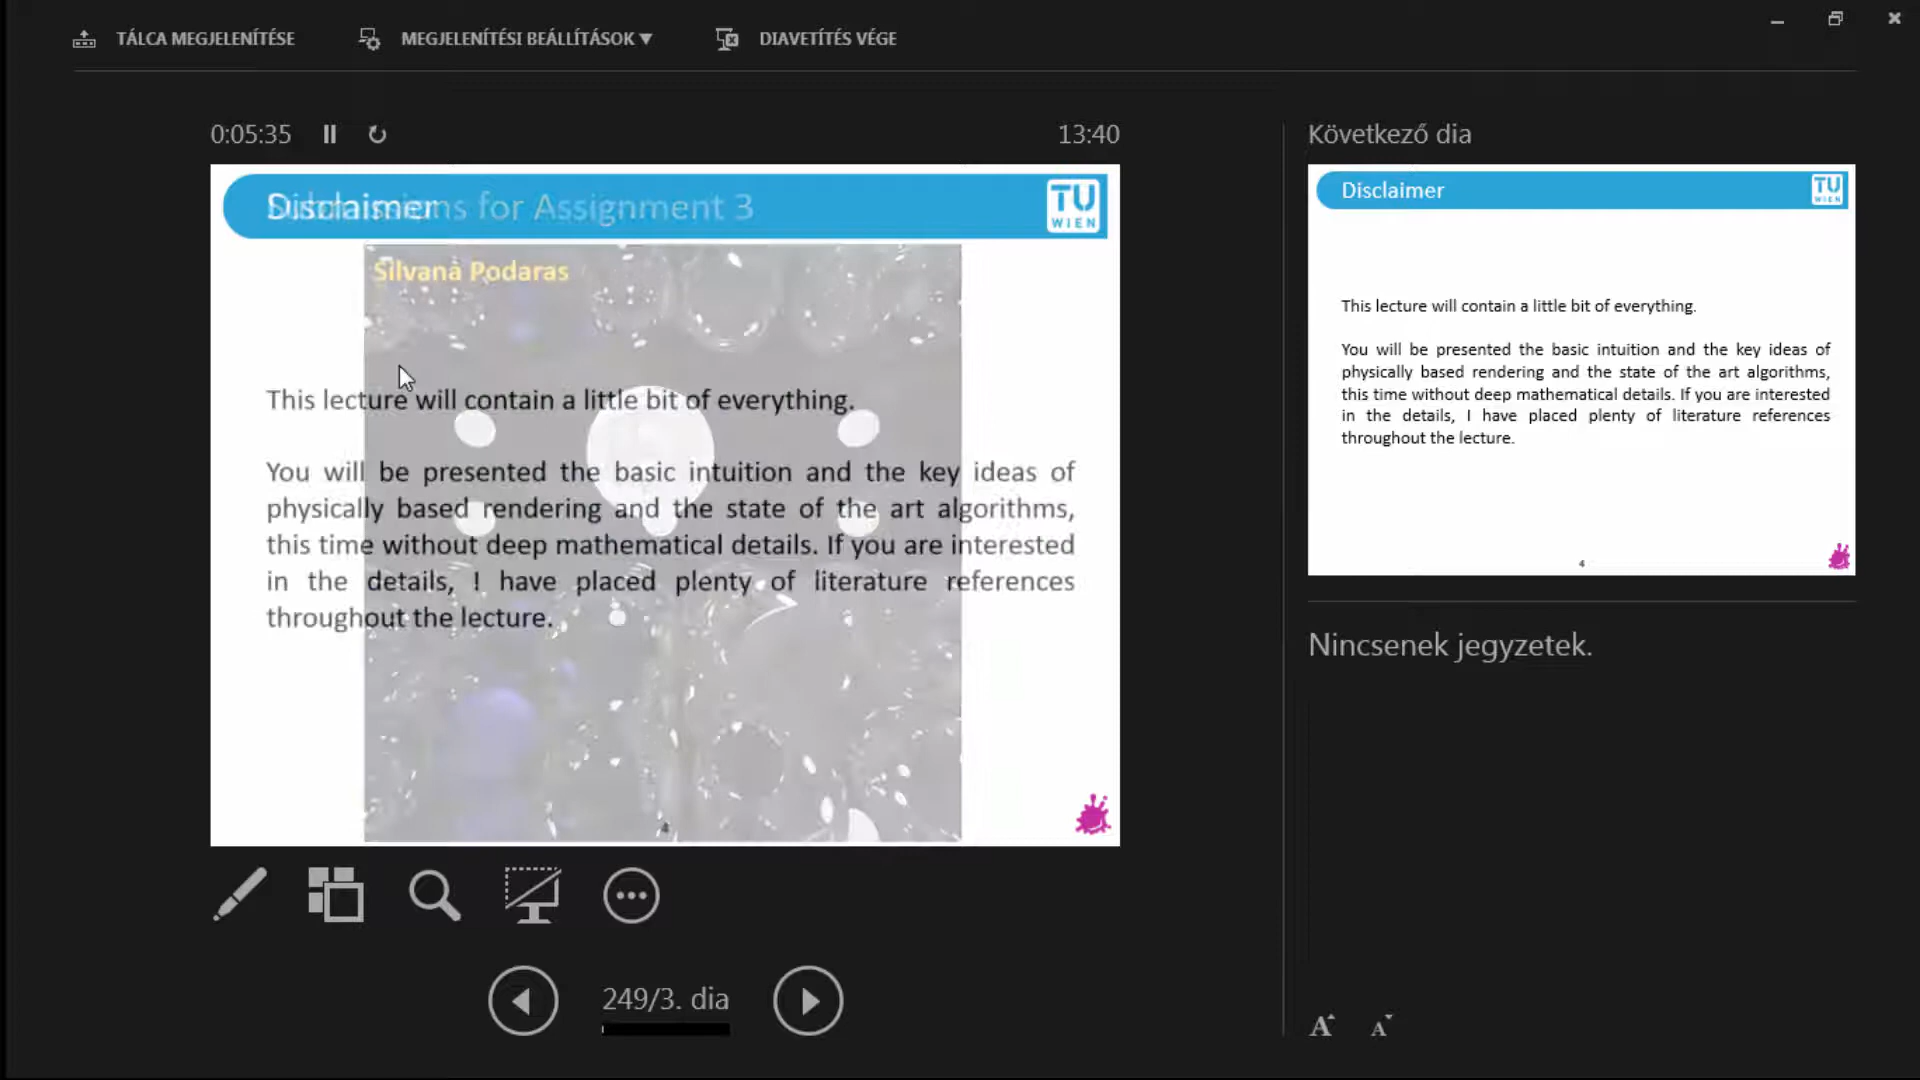 TÁLCA MEGJELENÍTÉSE
MEGJELENÍTÉSI BEÁLLÍTÁSOK ▼
DIAVETÍTÉS VÉGE
0:05:35
13:40
Disclaimer
Submissions for Assignment 3
TU
WIEN
Silvana Podaras
This lecture will contain a little bit of everything.
You will be presented the basic intuition and the key ideas of
physically based rendering and the state of the art algorithms,
this time without deep mathematical details. If you are interested
in the details, I have placed plenty of literature references
throughout the lecture.
4
249/3. dia
Következő dia
Disclaimer
TU
WIEN
This lecture will contain a little bit of everything.
You will be presented the basic intuition and the key ideas of
physically based rendering and the state of the art algorithms,
this time without deep mathematical details. If you are interested
in the details, I have placed plenty of literature references
throughout the lecture.
4
Nincsenek jegyzetek.
A A